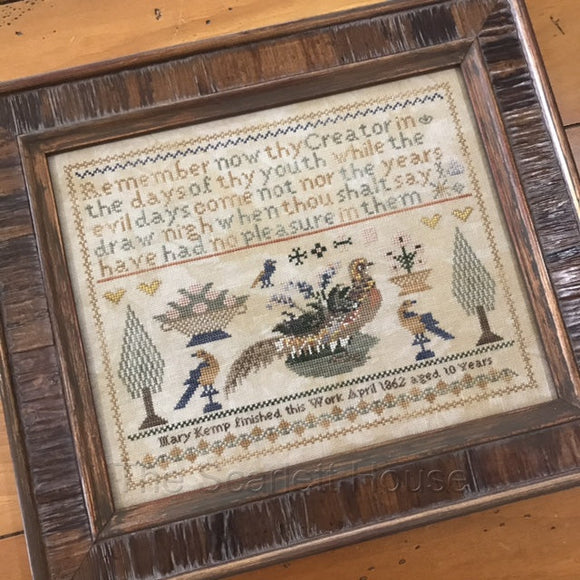 Remember now thy Creator in
the days of thy youth while the
evil days come not nor the years
draw nigh when thou shalt say I
have had no pleasure in them
Mary Kemp finished this Work April 1862 aged 10 Years
The Scarlett House